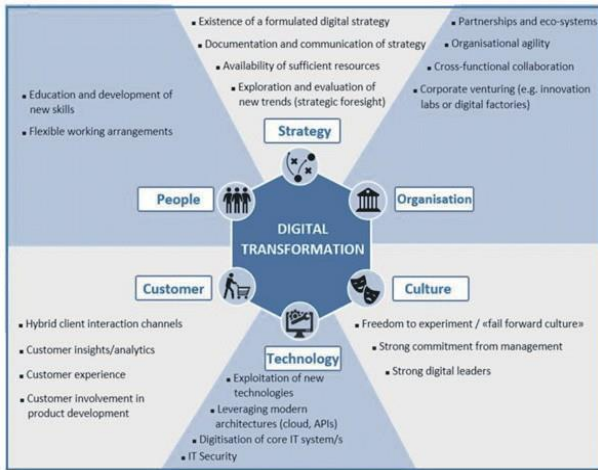 ▪ Existence of a formulated digital strategy
▪ Documentation and communication of strategy
▪ Availability of sufficient resources
▪ Exploration and evaluation of
new trends (strategic foresight)
Strategy
▪ Partnerships and eco-systems
▪ Organisational agility
▪ Cross-functional collaboration
▪ Corporate venturing (e.g. innovation
labs or digital factories)
Organisation
▪ Education and development of
new skills
▪ Flexible working arrangements
People
DIGITAL
TRANSFORMATION
Customer
▪ Hybrid client interaction channels
▪ Customer insights/analytics
▪ Customer experience
▪ Customer involvement in
product development
Culture
▪ Freedom to experiment / «fail forward culture»
▪ Strong commitment from management
▪ Strong digital leaders
Technology
▪ Exploitation of new
technologies
▪ Leveraging modern
architectures (cloud, APIs)
▪ Digitisation of core IT system/s
▪ IT Security